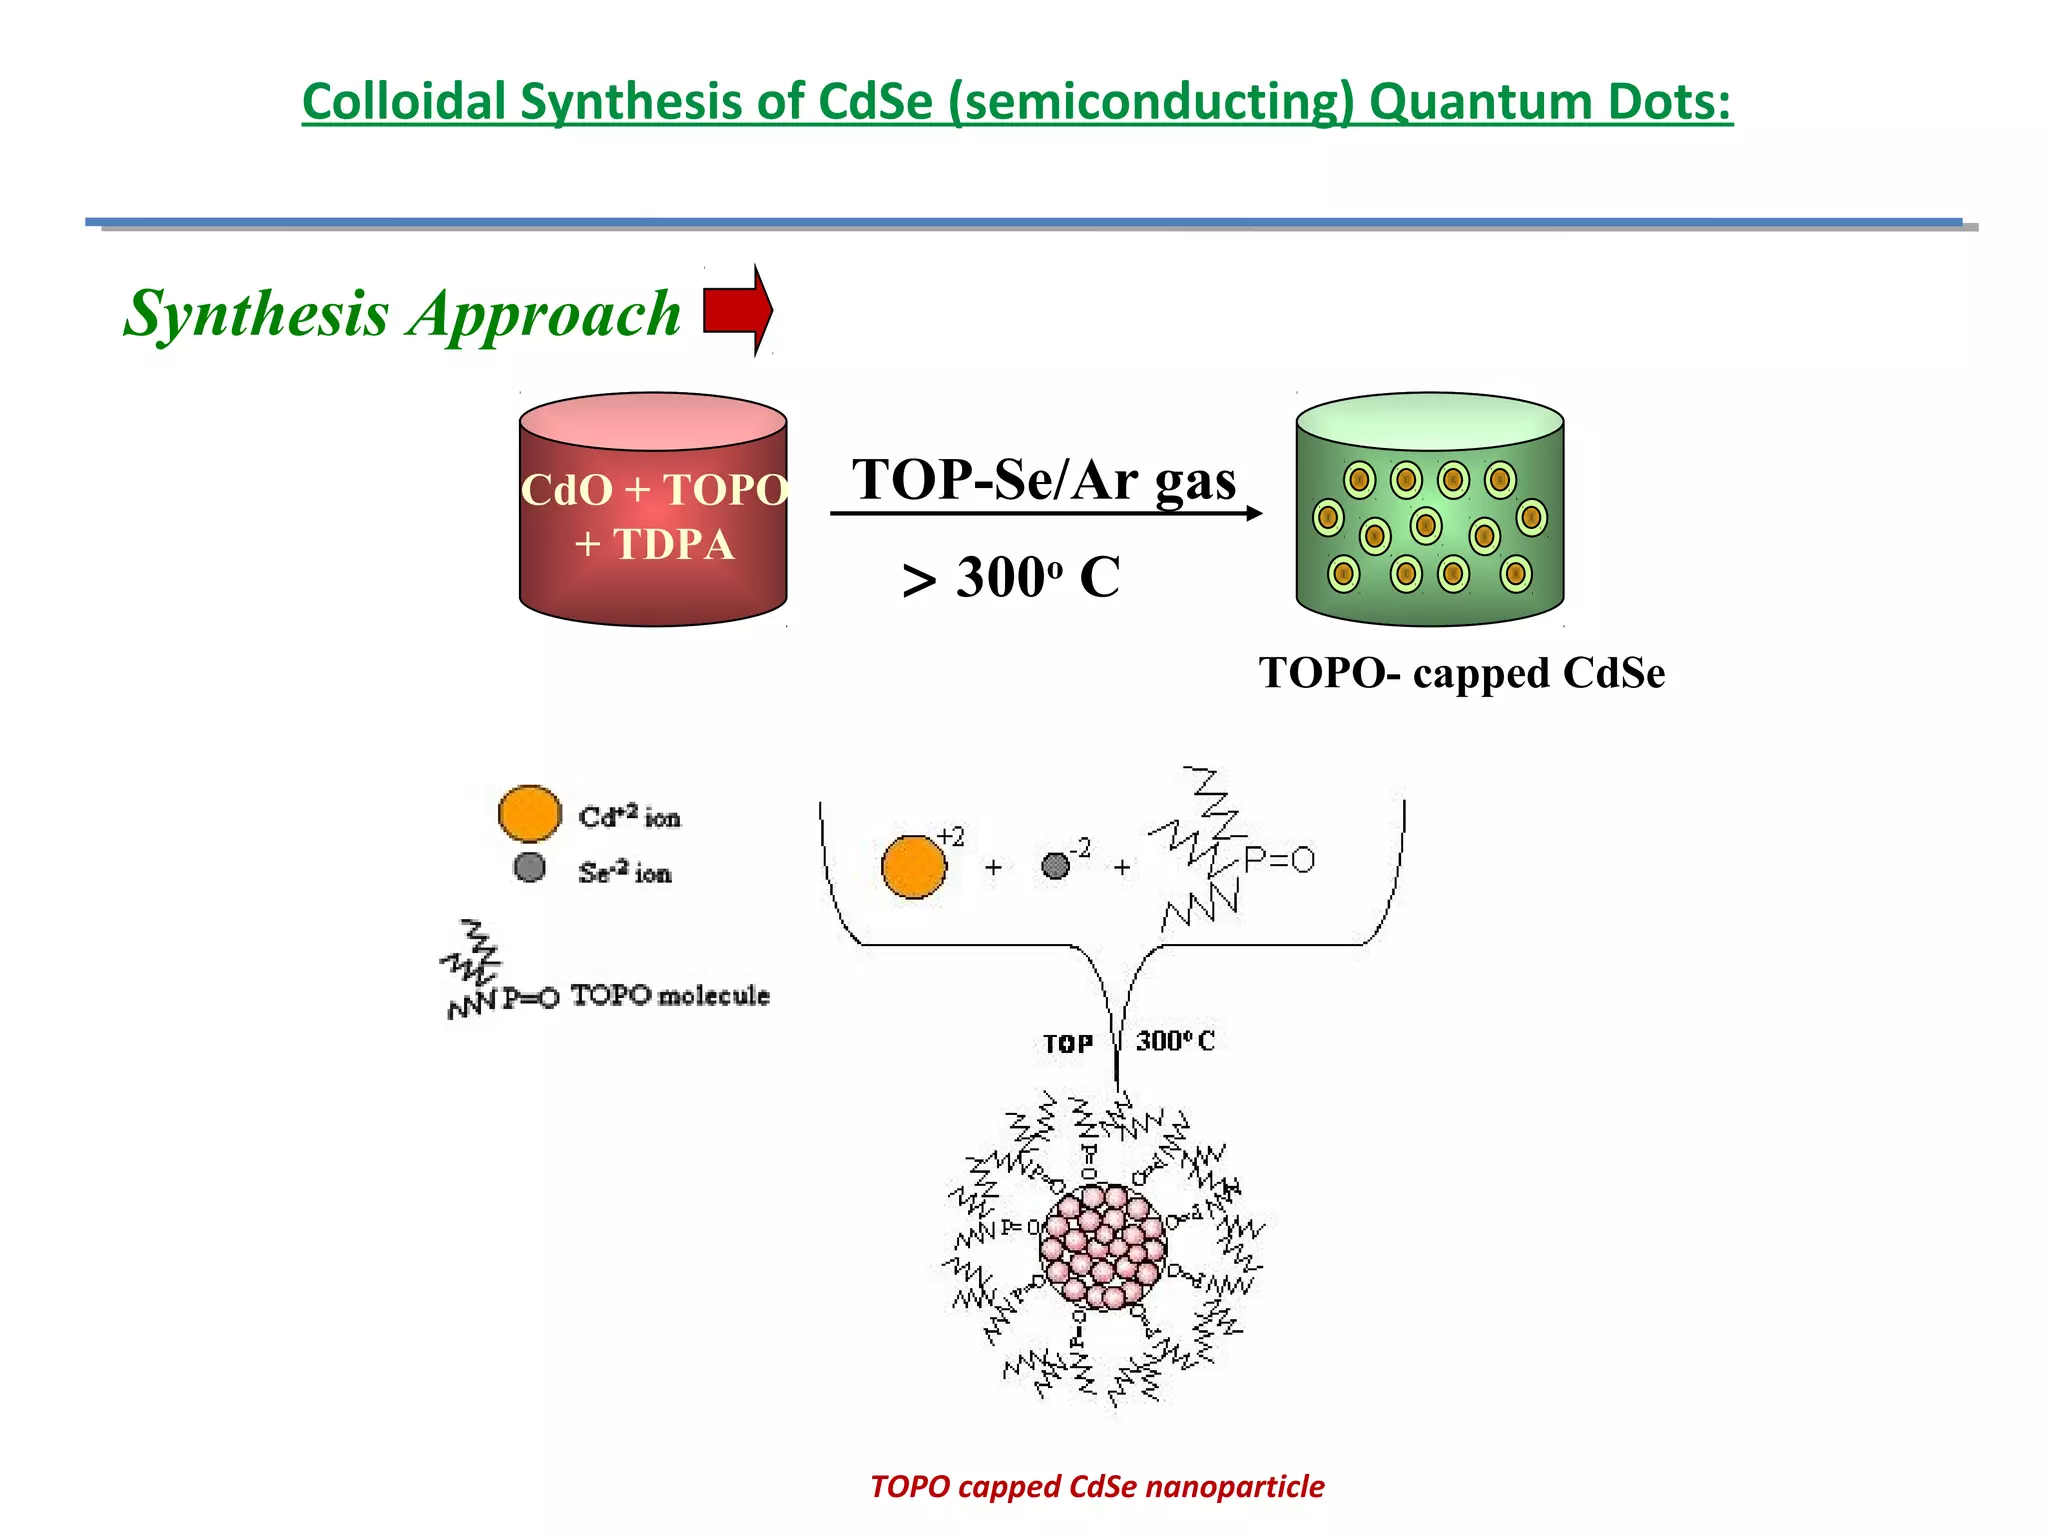 Colloidal Synthesis of CdSe (semiconducting) Quantum Dots:
Synthesis Approach
CdO + TOPO
+ TDPA
TOP-Se/Ar gas
> 300º C
TOPO- capped CdSe
Cd+2 ion
Se-2 ion
P=O TOPO molecule
+2
+
-2
+
P=O
TOP
300º C
P=O
P=O
P=O
P=O
P=O
P=O
P=O
P=O
P=O
TOPO capped CdSe nanoparticle